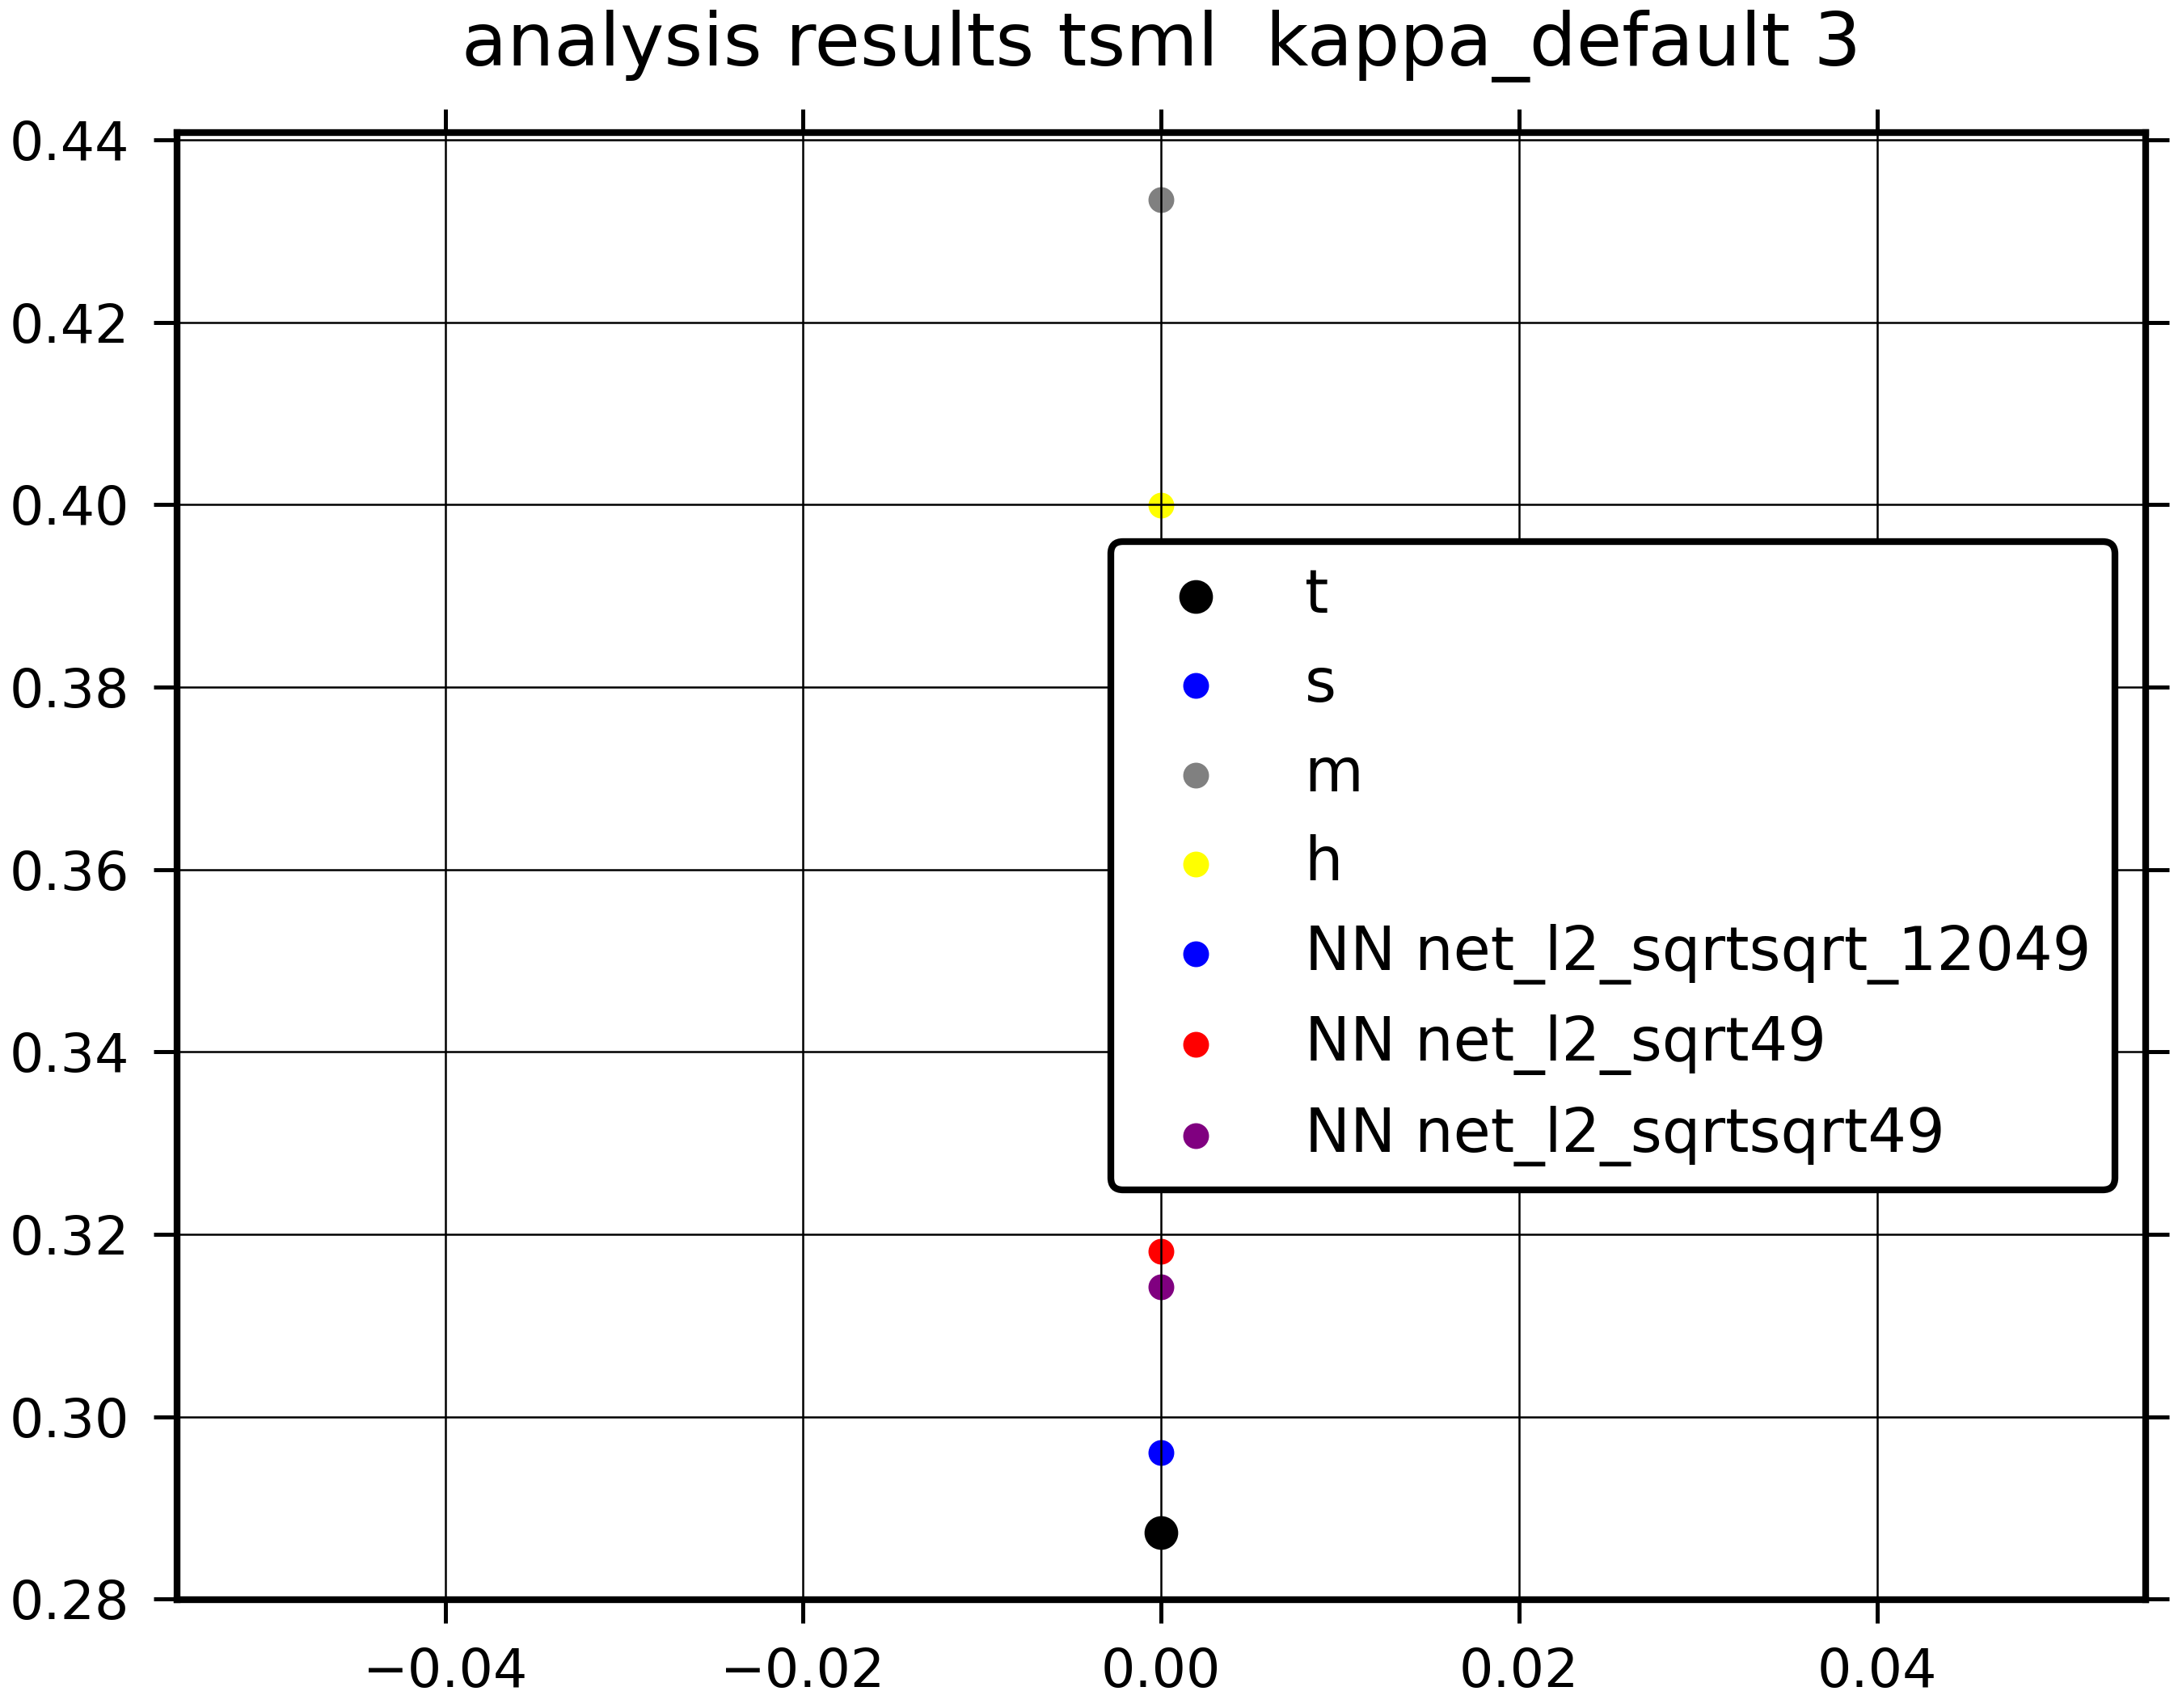 analysis results tsml  kappa_default 3
0.44
0.42
0.40
0.38
0.36
0.34
0.32
0.30
0.28
t
s
m
h
NN net_l2_sqrtsqrt_12049
NN net_l2_sqrt49
NN net_l2_sqrtsqrt49
−0.04 −0.02 0.00 0.02 0.04